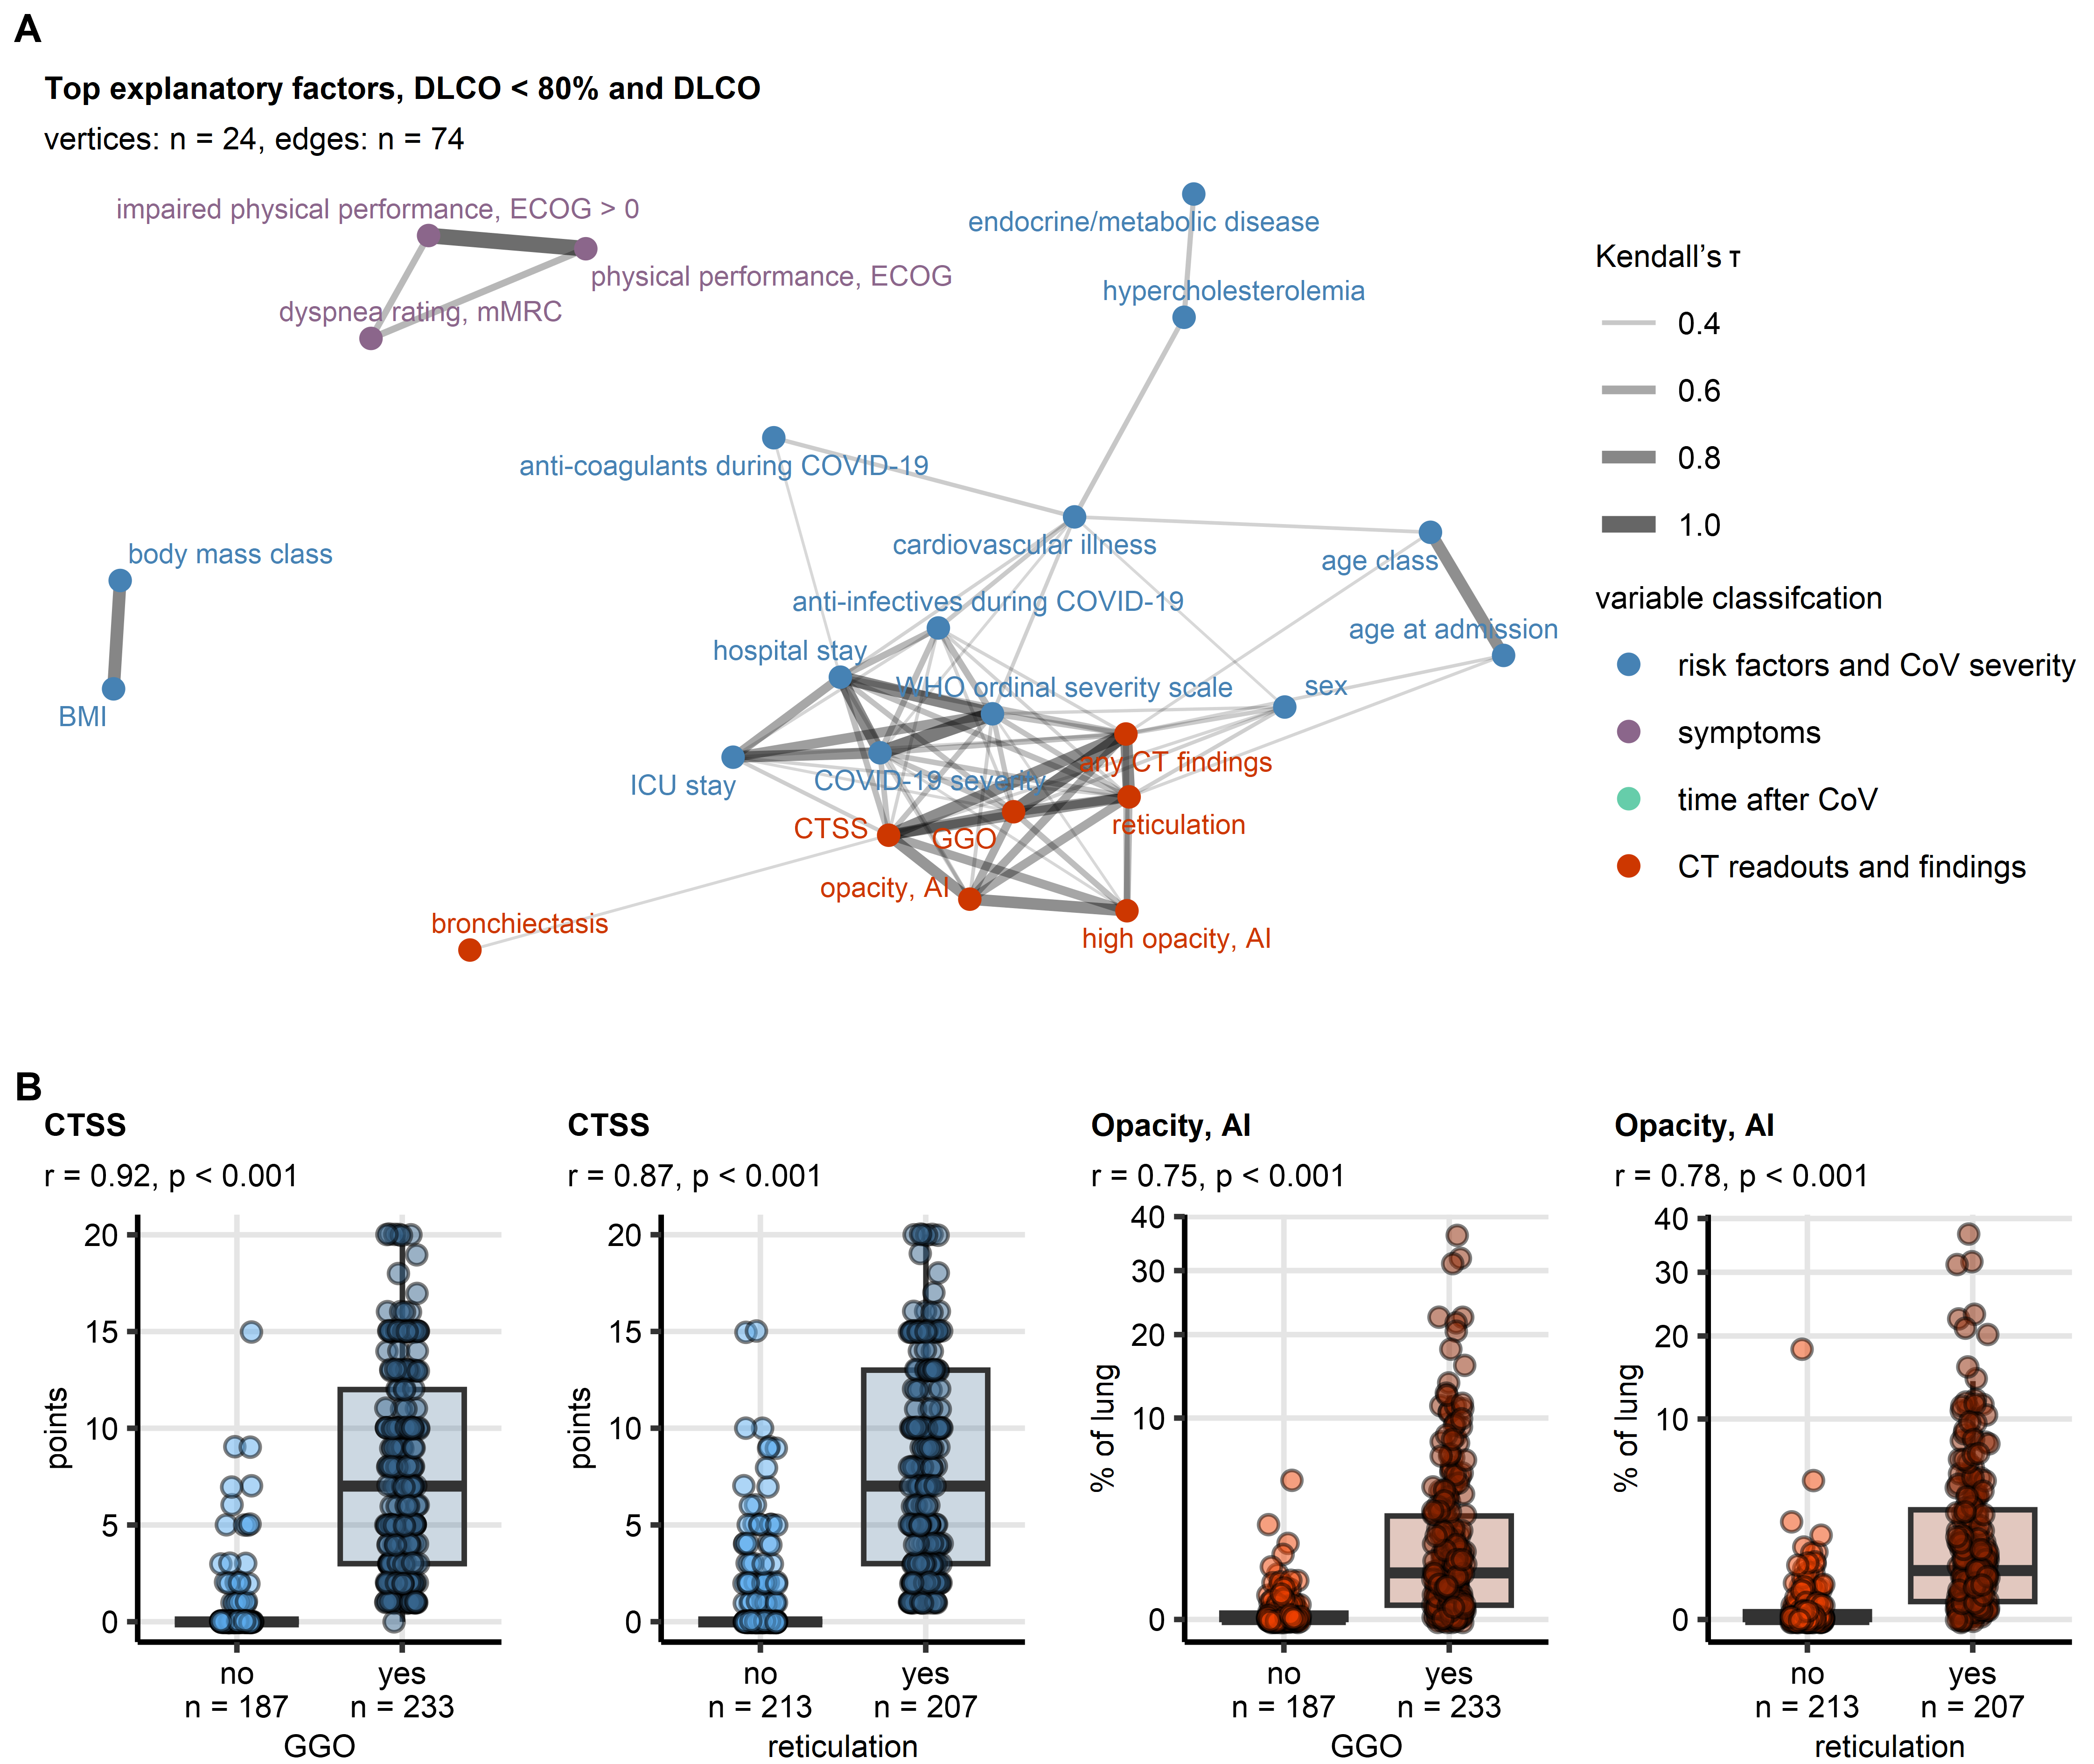 A
Top explanatory factors, DLCO < 80% and DLCO
vertices: n = 24, edges: n = 74
impaired physical performance, ECOG > 0
physical performance, ECOG
dyspnea rating, mMRC
endocrine/metabolic disease
hypercholesterolemia
anti-coagulants during COVID-19
cardiovascular illness
age class
body mass class
anti-infectives during COVID-19
age at admission
hospital stay
WHO ordinal severity scale
sex
BMI
any CT findings
ICU stay
COVID-19 severity
CTSS
GGO
reticulation
opacity, AI
bronchiectasis
high opacity, AI
Kendall's τ
0.4
0.6
0.8
1.0
variable classifcation
risk factors and CoV severity
symptoms
time after CoV
CT readouts and findings
B
CTSS
r = 0.92, p < 0.001
points
20
15
10
5
0
no
n = 187
yes
n = 233
GGO
CTSS
r = 0.87, p < 0.001
points
20
15
10
5
0
no
n = 213
yes
n = 207
reticulation
Opacity, AI
r = 0.75, p < 0.001
% of lung
40
30
20
10
0
no
n = 187
yes
n = 233
GGO
Opacity, AI
r = 0.78, p < 0.001
% of lung
40
30
20
10
0
no
n = 213
yes
n = 207
reticulation